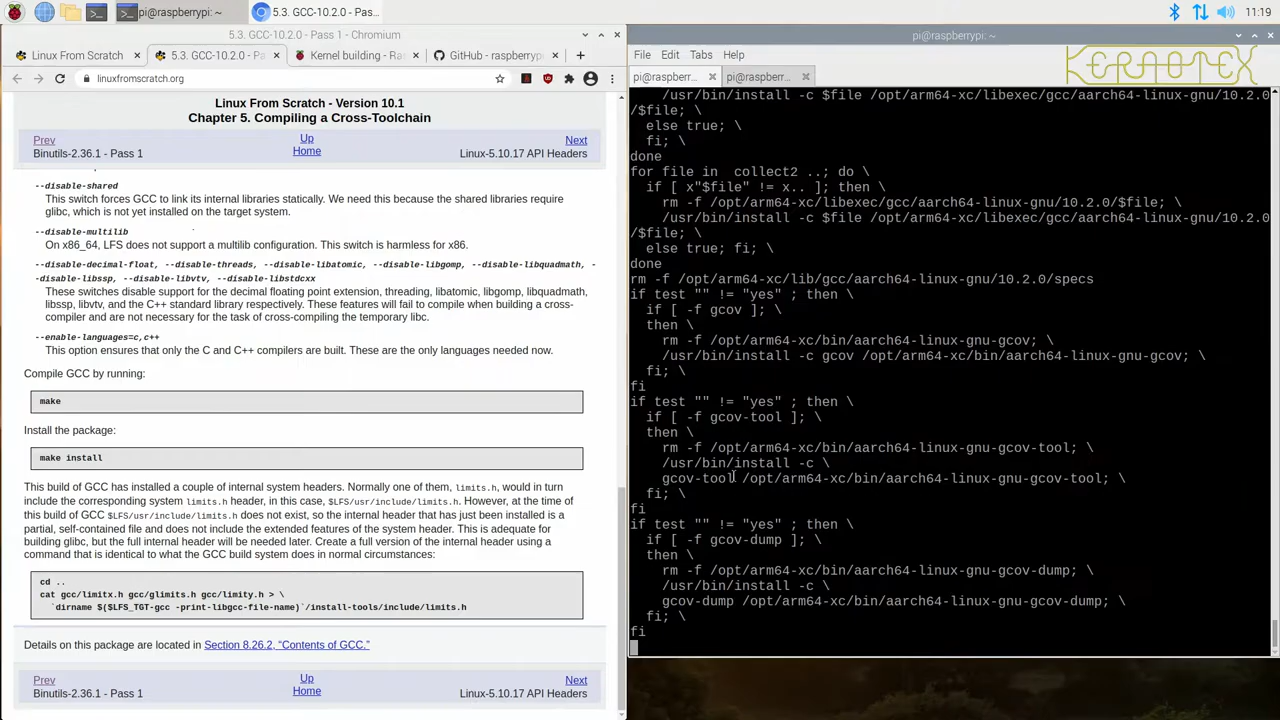 pi@raspberrypi: ~
5.3. GCC-10.2.0 - Pa...
11:19
5.3. GCC-10.2.0 - Pass 1 - Chromium
Linux From Scratch
5.3. GCC-10.2.0 - Pa
Kernel building - Ras
GitHub - raspberryp
linuxfromscratch.org
Linux From Scratch - Version 10.1
Chapter 5. Compiling a Cross-Toolchain
Prev
Up
Next
Binutils-2.36.1 - Pass 1
Home
Linux-5.10.17 API Headers
--disable-shared
This switch forces GCC to link its internal libraries statically. We need this because the shared libraries require
glibc, which is not yet installed on the target system.
--disable-multilib
On x86_64, LFS does not support a multilib configuration. This switch is harmless for x86.
--disable-decimal-float, --disable-threads, --disable-libatomic, --disable-libgomp, --disable-libquadmath, -
-disable-libssp, --disable-libvtv, --disable-libstdcxx
These switches disable support for the decimal floating point extension, threading, libatomic, libgomp, libquadmath,
libssp, libvtv, and the C++ standard library respectively. These features will fail to compile when building a cross-
compiler and are not necessary for the task of cross-compiling the temporary libc.
--enable-languages=c,c++
This option ensures that only the C and C++ compilers are built. These are the only languages needed now.
Compile GCC by running:
make
Install the package:
make install
This build of GCC has installed a couple of internal system headers. Normally one of them, limits.h, would in turn
include the corresponding system limits.h header, in this case, $LFS/usr/include/limits.h. However, at the time of
this build of GCC $LFS/usr/include/limits.h does not exist, so the internal header that has just been installed is a
partial, self-contained file and does not include the extended features of the system header. This is adequate for
building glibc, but the full internal header will be needed later. Create a full version of the internal header using a
command that is identical to what the GCC build system does in normal circumstances:
cd ..
cat gcc/limitx.h gcc/glimits.h gcc/limity.h > \
`dirname $($LFS_TGT-gcc -print-libgcc-file-name)`/install-tools/include/limits.h
Details on this package are located in Section 8.26.2, “Contents of GCC.”
Prev
Up
Next
Binutils-2.36.1 - Pass 1
Home
Linux-5.10.17 API Headers
pi@raspberrypi: ~
File Edit Tabs Help
KERAOTEX
pi@raspberr...
pi@raspberr...
/usr/bin/install -c $file /opt/arm64-xc/libexec/gcc/aarch64-linux-gnu/10.2.0
/$file; \
else true; \
fi; \
done
for file in  collect2 ..; do \
if [ x"$file" != x.. ]; then \
rm -f /opt/arm64-xc/libexec/gcc/aarch64-linux-gnu/10.2.0/$file; \
/usr/bin/install -c $file /opt/arm64-xc/libexec/gcc/aarch64-linux-gnu/10.2.0
/$file; \
else true; fi; \
done
rm -f /opt/arm64-xc/lib/gcc/aarch64-linux-gnu/10.2.0/specs
if test "" != "yes" ; then \
if [ -f gcov ]; \
then \
rm -f /opt/arm64-xc/bin/aarch64-linux-gnu-gcov; \
/usr/bin/install -c gcov /opt/arm64-xc/bin/aarch64-linux-gnu-gcov; \
fi; \
fi
if test "" != "yes" ; then \
if [ -f gcov-tool ]; \
then \
rm -f /opt/arm64-xc/bin/aarch64-linux-gnu-gcov-tool; \
/usr/bin/install -c \
gcov-tool /opt/arm64-xc/bin/aarch64-linux-gnu-gcov-tool; \
fi; \
fi
if test "" != "yes" ; then \
if [ -f gcov-dump ]; \
then \
rm -f /opt/arm64-xc/bin/aarch64-linux-gnu-gcov-dump; \
/usr/bin/install -c \
gcov-dump /opt/arm64-xc/bin/aarch64-linux-gnu-gcov-dump; \
fi; \
fi